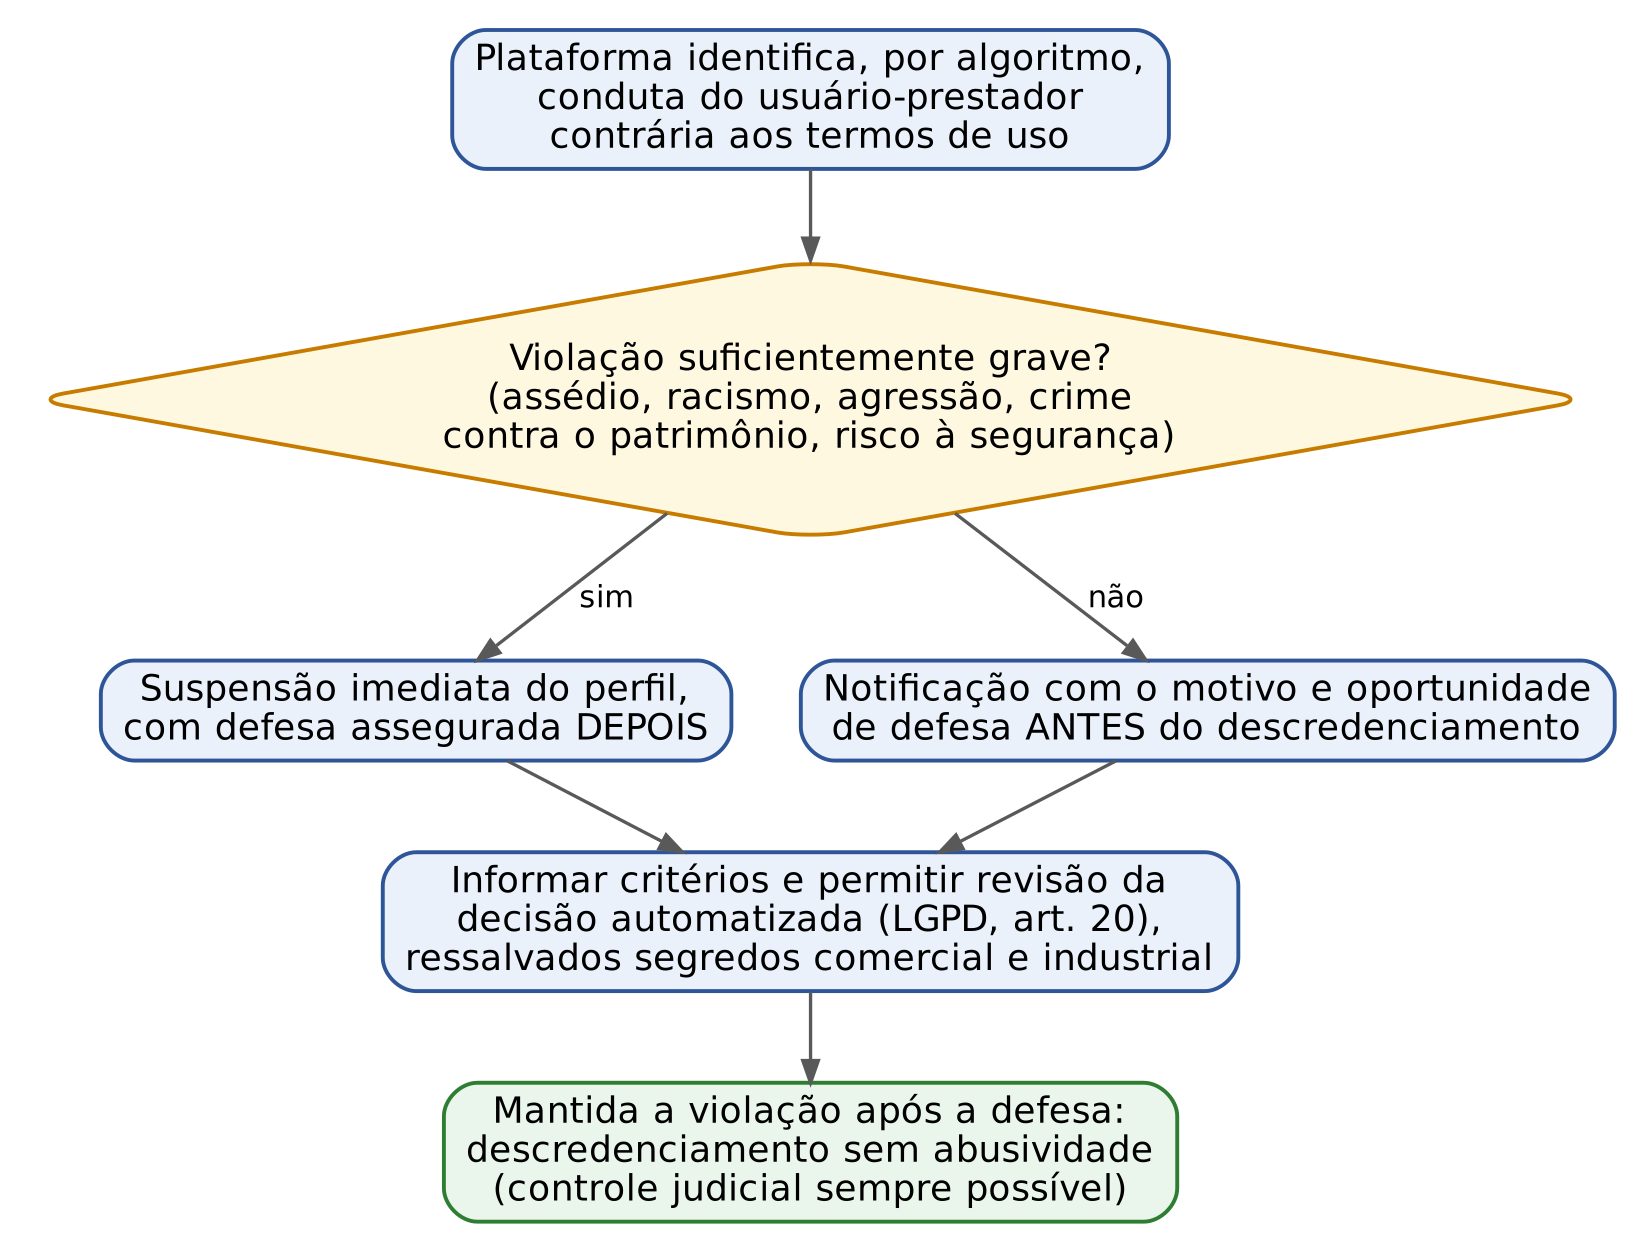 Plataforma identifica, por algoritmo,
conduta do usuário-prestador
contrária aos termos de uso
Violação suficientemente grave?
(assédio, racismo, agressão, crime
contra o patrimônio, risco à segurança)
sim
não
Suspensão imediata do perfil,
com defesa assegurada DEPOIS
Notificação com o motivo e oportunidade
de defesa ANTES do descredenciamento
Informar critérios e permitir revisão da
decisão automatizada (LGPD, art. 20),
ressalvados segredos comercial e industrial
Mantida a violação após a defesa:
descredenciamento sem abusividade
(controle judicial sempre possível)